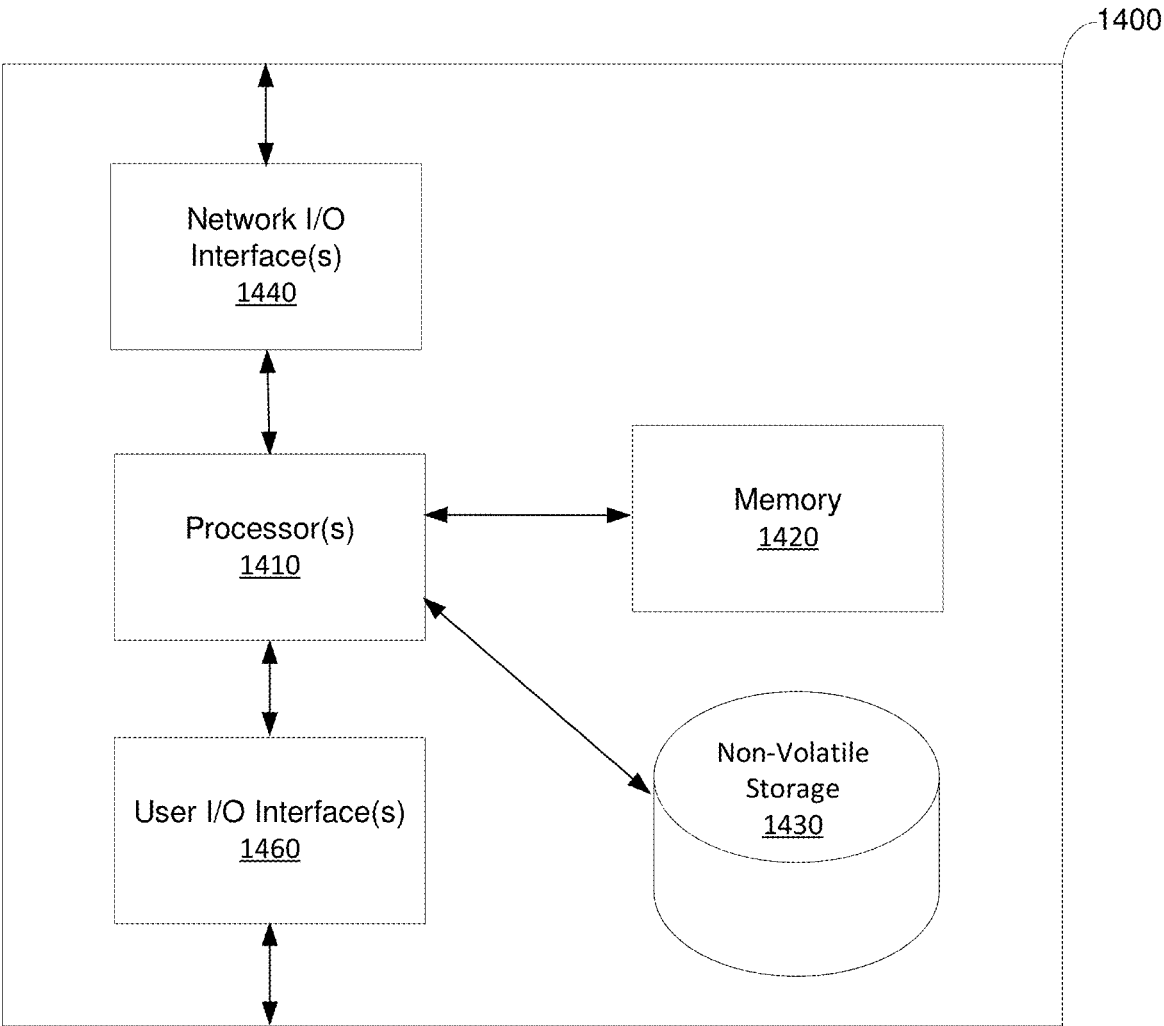 1400
Network I/O
Interface(s)
1440
Processor(s)
1410
Memory
1420
User I/O Interface(s)
1460
Non-Volatile
Storage
1430